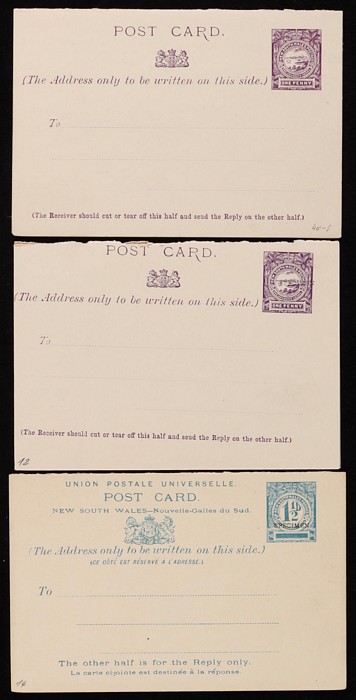 POST CARD.
ONE PENNY
(The Address only to be written on this side.)
To
(The Receiver should cut or tear off this half and send the Reply on the other half.)
POST CARD.
ONE PENNY
(The Address only to be written on this side.)
To
(The Receiver should cut or tear off this half and send the Reply on the other half.)
12
UNION POSTALE UNIVERSELLE.
POST CARD.
NEW SOUTH WALES—Nouvelle-Galles du Sud.
1½D
SPECIMEN
(The Address only to be written on this side.)
(CE CÔTÉ EST RÉSERVÉ A L'ADRESSE.)
To
The other half is for the Reply only.
La carte cijointe est destinée à la réponse.
14